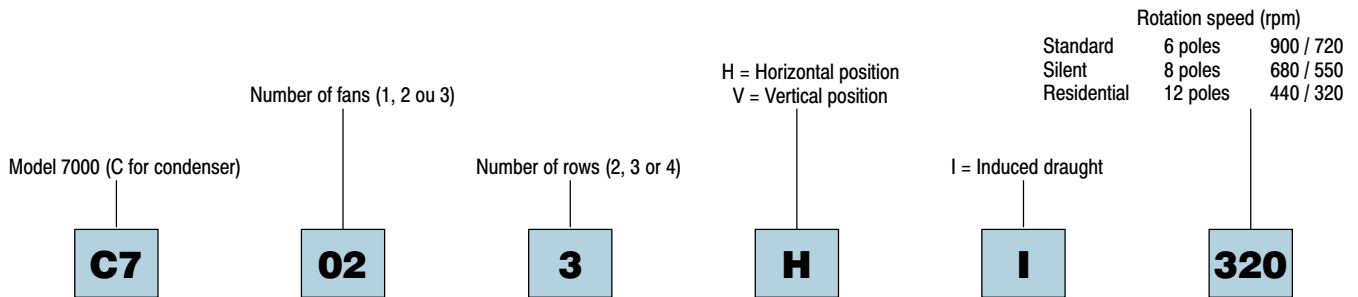 Rotation speed (rpm)
Standard 6 poles 900 / 720
Silent 8 poles 680 / 550
Residential 12 poles 440 / 320
H = Horizontal position
V = Vertical position
Number of fans (1, 2 ou 3)
Model 7000 (C for condenser)
Number of rows (2, 3 or 4)
I = Induced draught
C7 02 3 H I 320